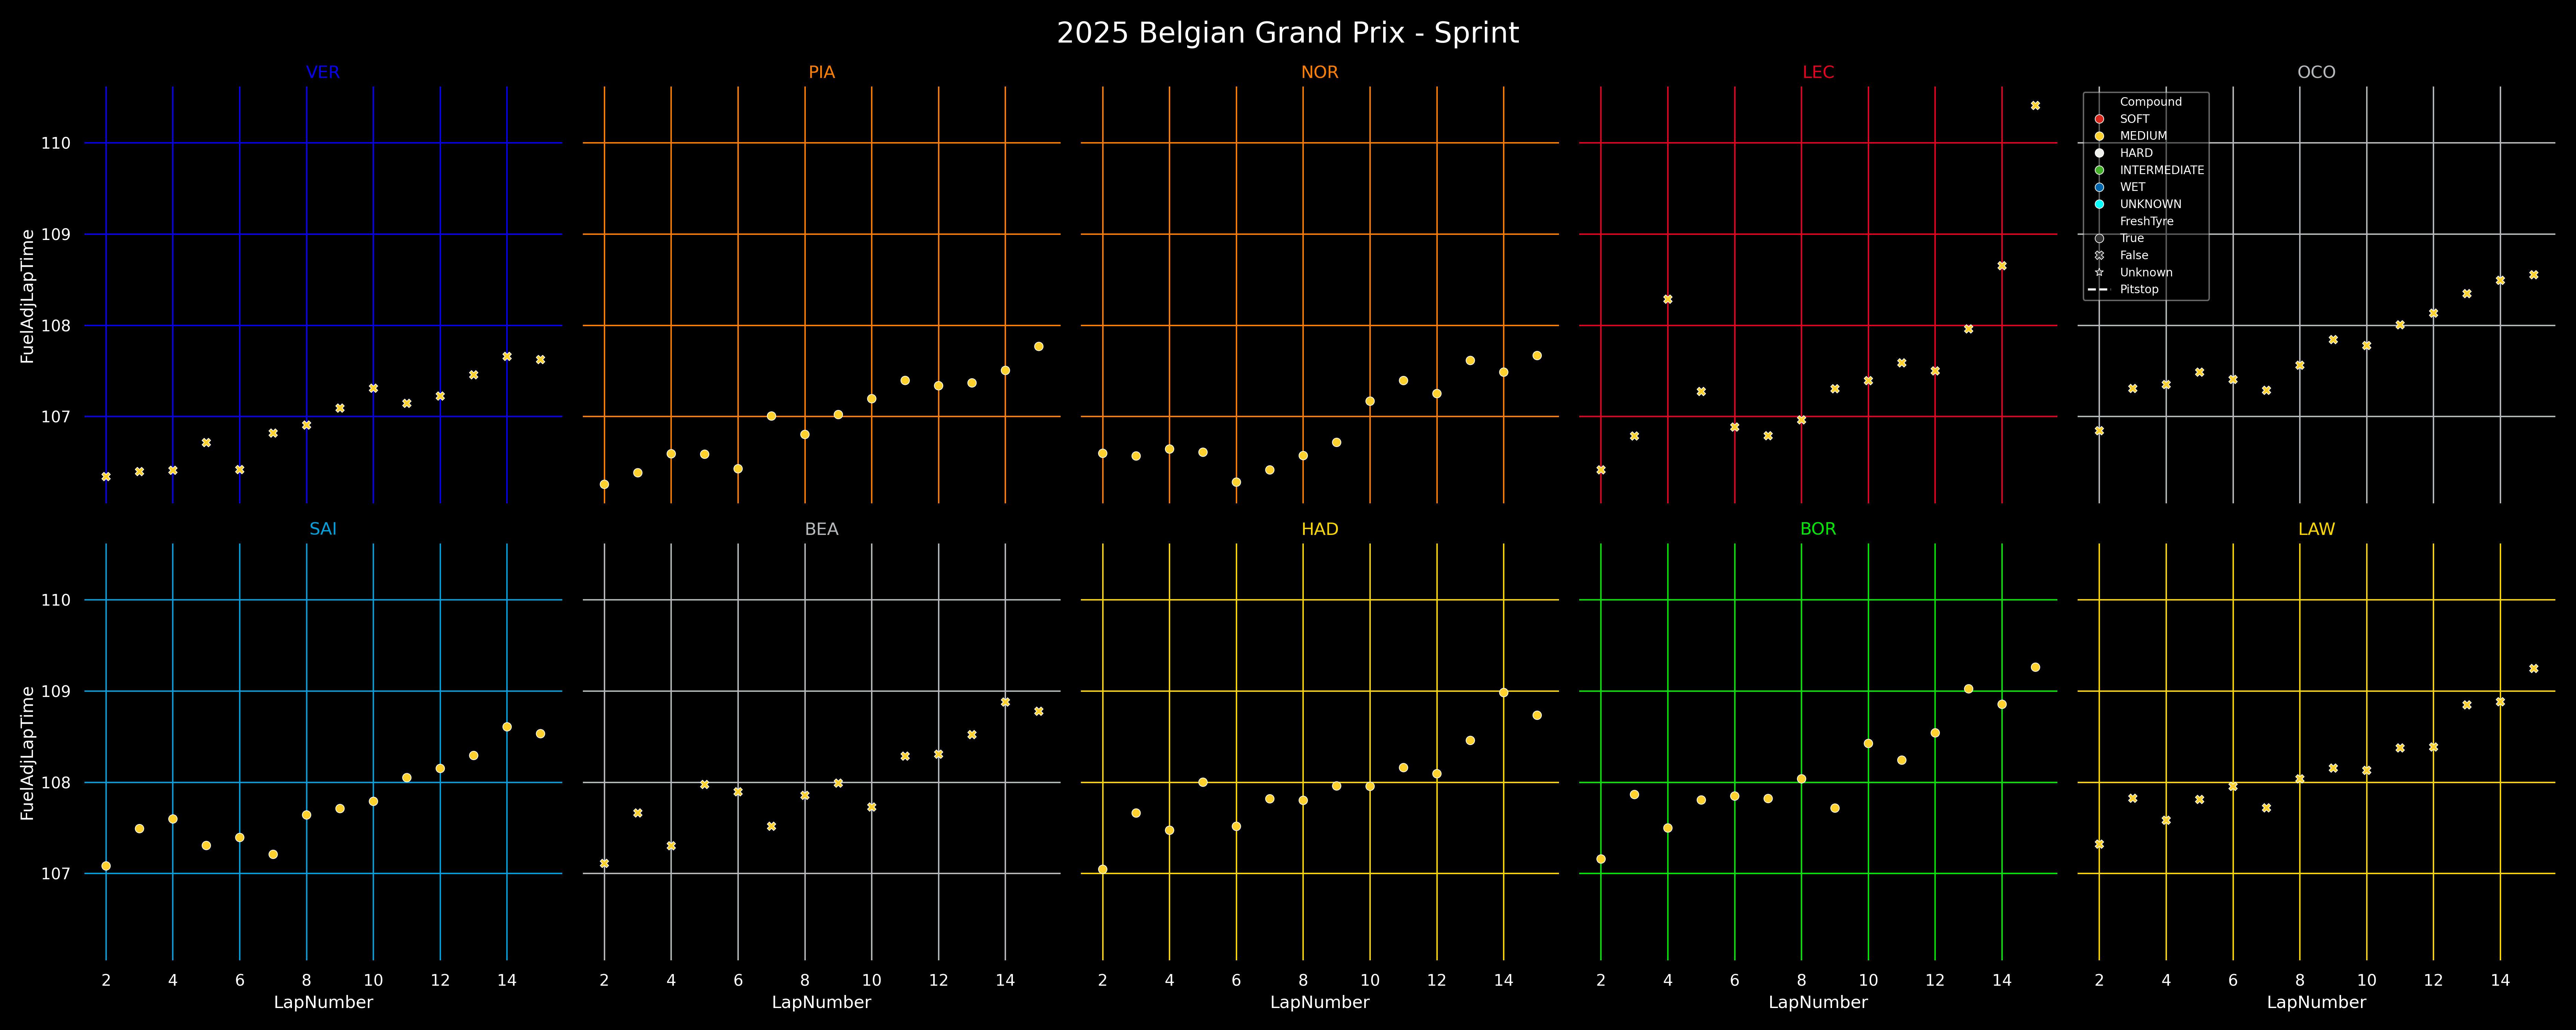 2025 Belgian Grand Prix - Sprint
VER
PIA
NOR
LEC
OCO
FuelAdjLapTime
110
109
108
107
Compound
SOFT
MEDIUM
HARD
INTERMEDIATE
WET
UNKNOWN
FreshTyre
True
False
Unknown
Pitstop
SAI
BEA
HAD
BOR
LAW
FuelAdjLapTime
110
109
108
107
2 4 6 8 10 12 14
2 4 6 8 10 12 14
2 4 6 8 10 12 14
2 4 6 8 10 12 14
2 4 6 8 10 12 14
LapNumber
LapNumber
LapNumber
LapNumber
LapNumber